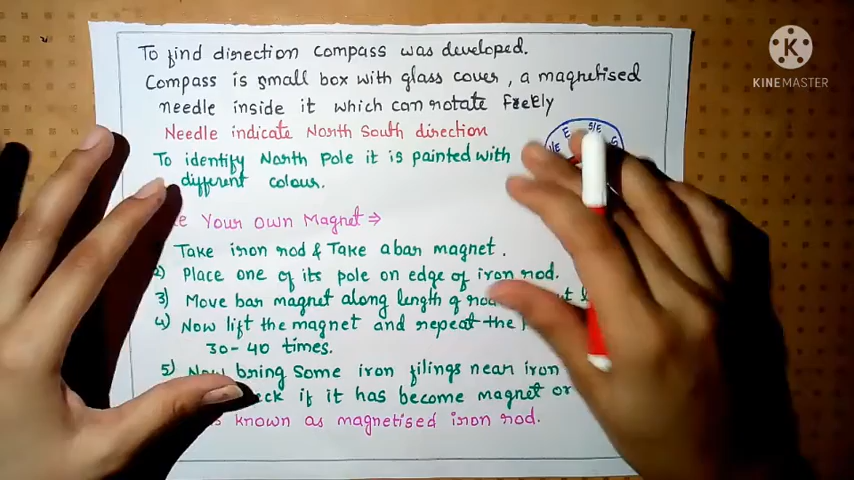 To find direction compass was developed.
Compass is small box with glass cover, a magnetised
needle inside it which can rotate Freely
Needle indicate North South direction
To identify North pole it is painted with
different colour.
Your Own Magnet ⇒
Take iron rod & Take a bar magnet.
2) Place one of its pole on edge of iron rod.
3) Move bar magnet along length of
4) Now lift the magnet and repeat the
30-40 times.
5) Now bring some iron filings near iron
if it has become magnet or
known as magnetised iron rod.
E
S/E
S
K
KINEMASTER